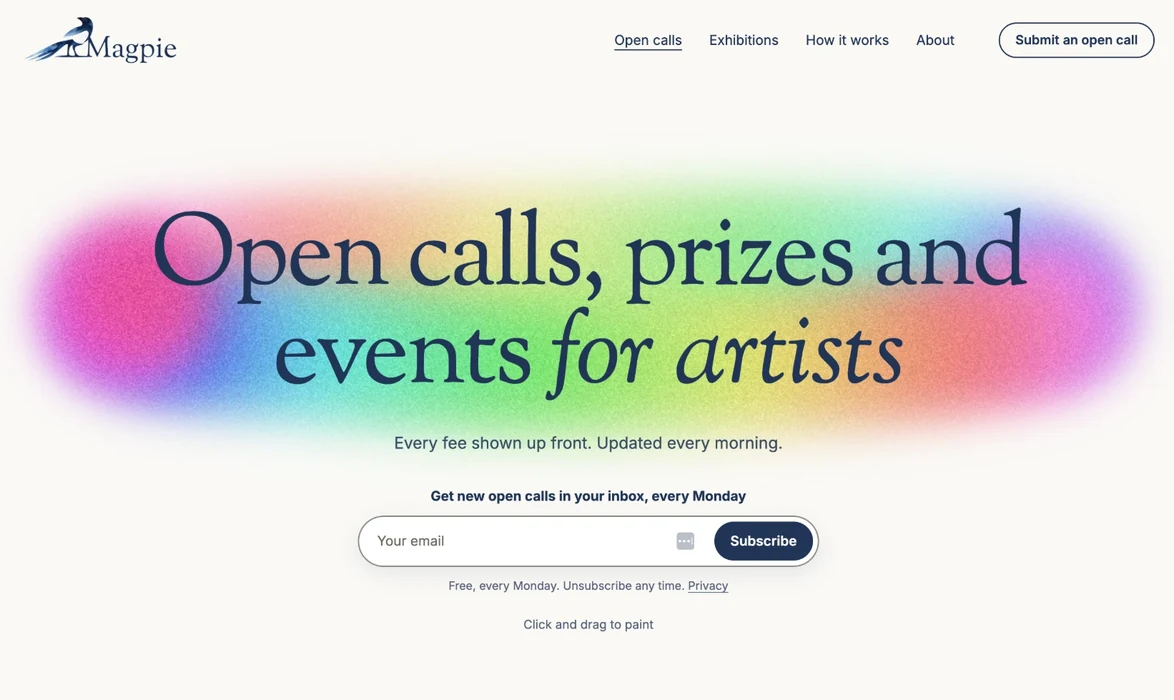 Magpie
Open calls
Exhibitions
How it works
About
Submit an open call
Open calls, prizes and
events for artists
Every fee shown up front. Updated every morning.
Get new open calls in your inbox, every Monday
Your email
Subscribe
Free, every Monday. Unsubscribe any time. Privacy
Click and drag to paint